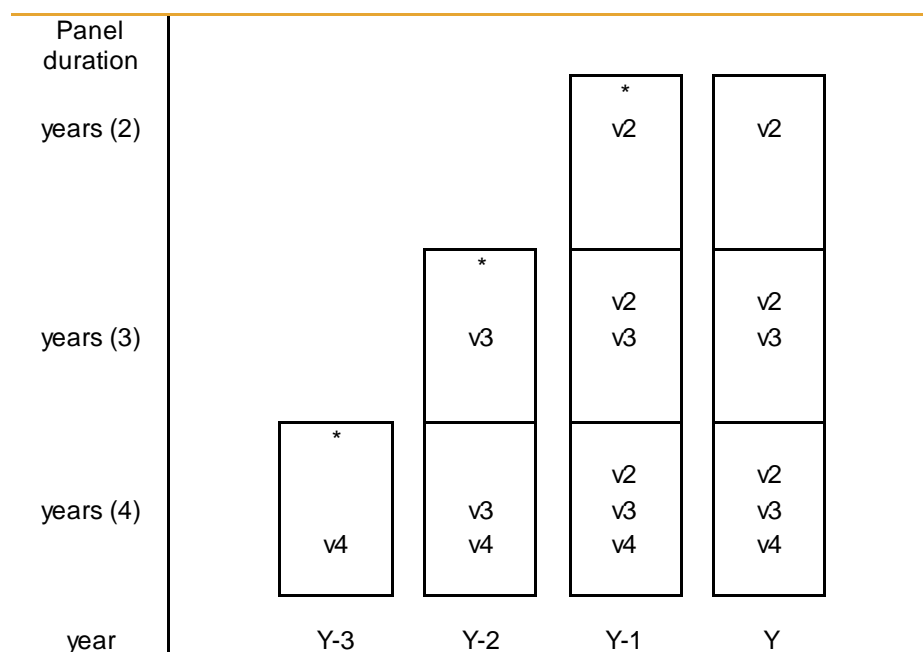 Panel
duration
*
years (2) v2 v2
*
v2 v2
years (3) v3 v3 v3
*
v2 v2
years (4) v3 v3 v3
v4 v4 v4 v4
year Y-3 Y-2 Y-1 Y